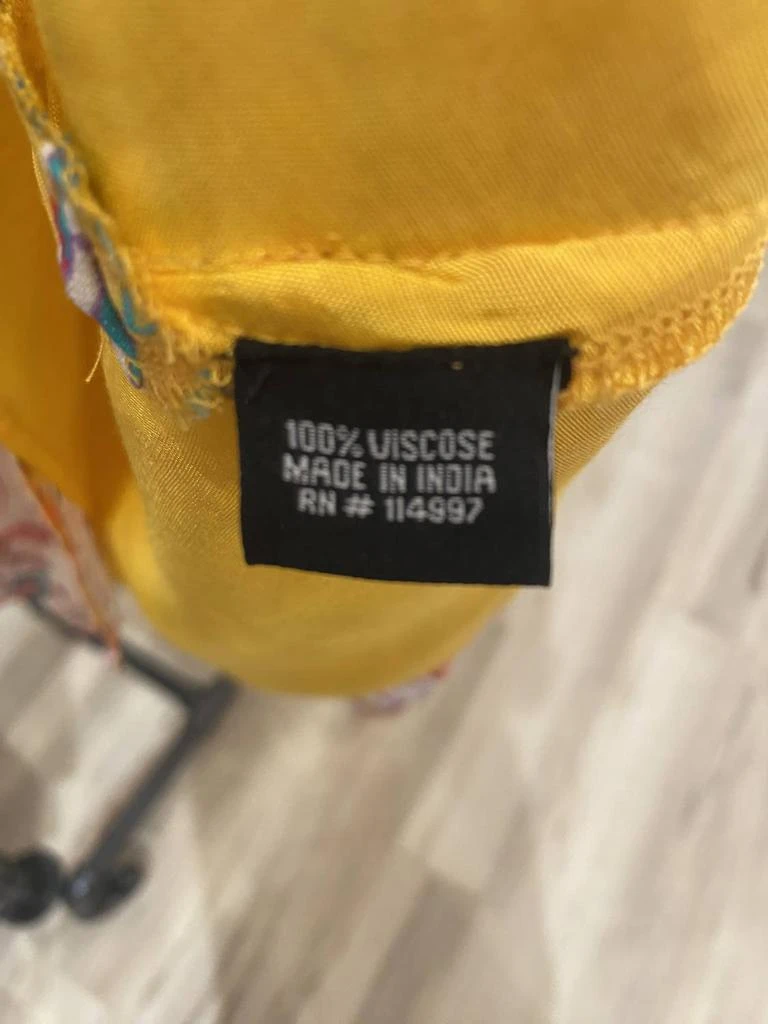 100% VISCOSE
MADE IN INDIA
RN # 114997